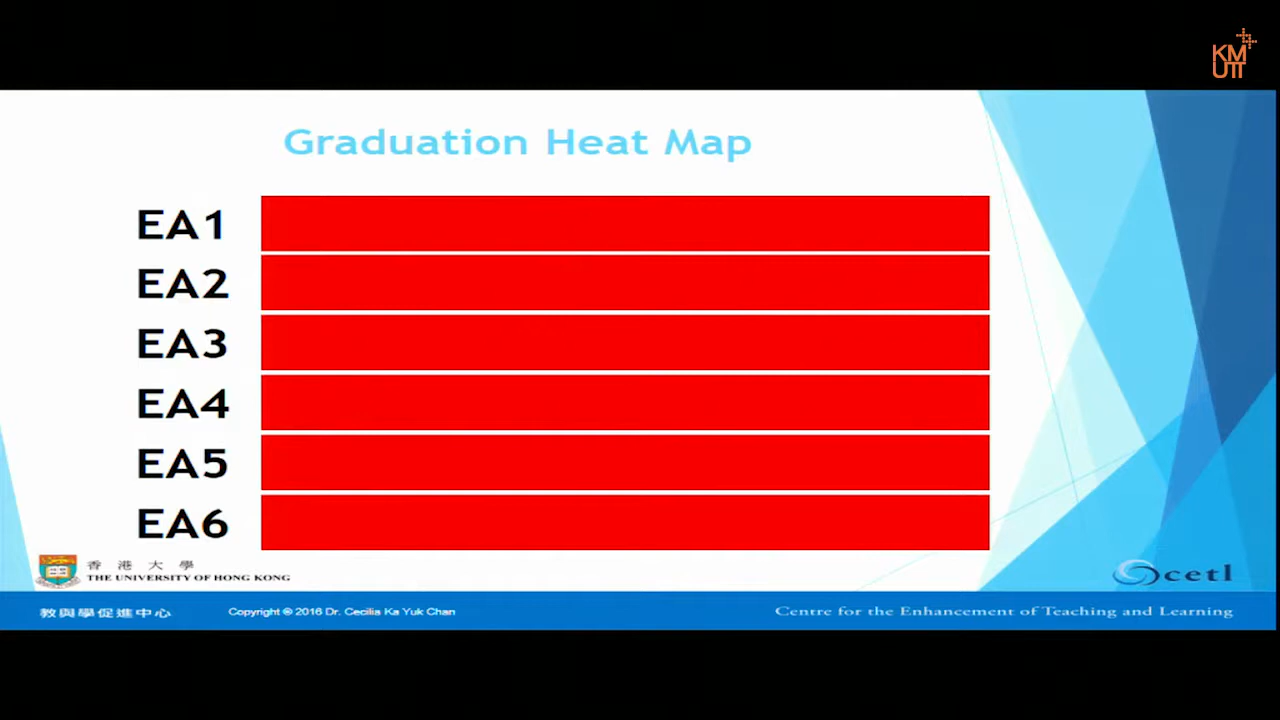 KM
UTT
Graduation Heat Map
EA1
EA2
EA3
EA4
EA5
EA6
香港大學
THE UNIVERSITY OF HONG KONG
cetl
教與學促進中心
Copyright © 2016 Dr. Cecilia Ka Yuk Chan
Centre for the Enhancement of Teaching and Learning